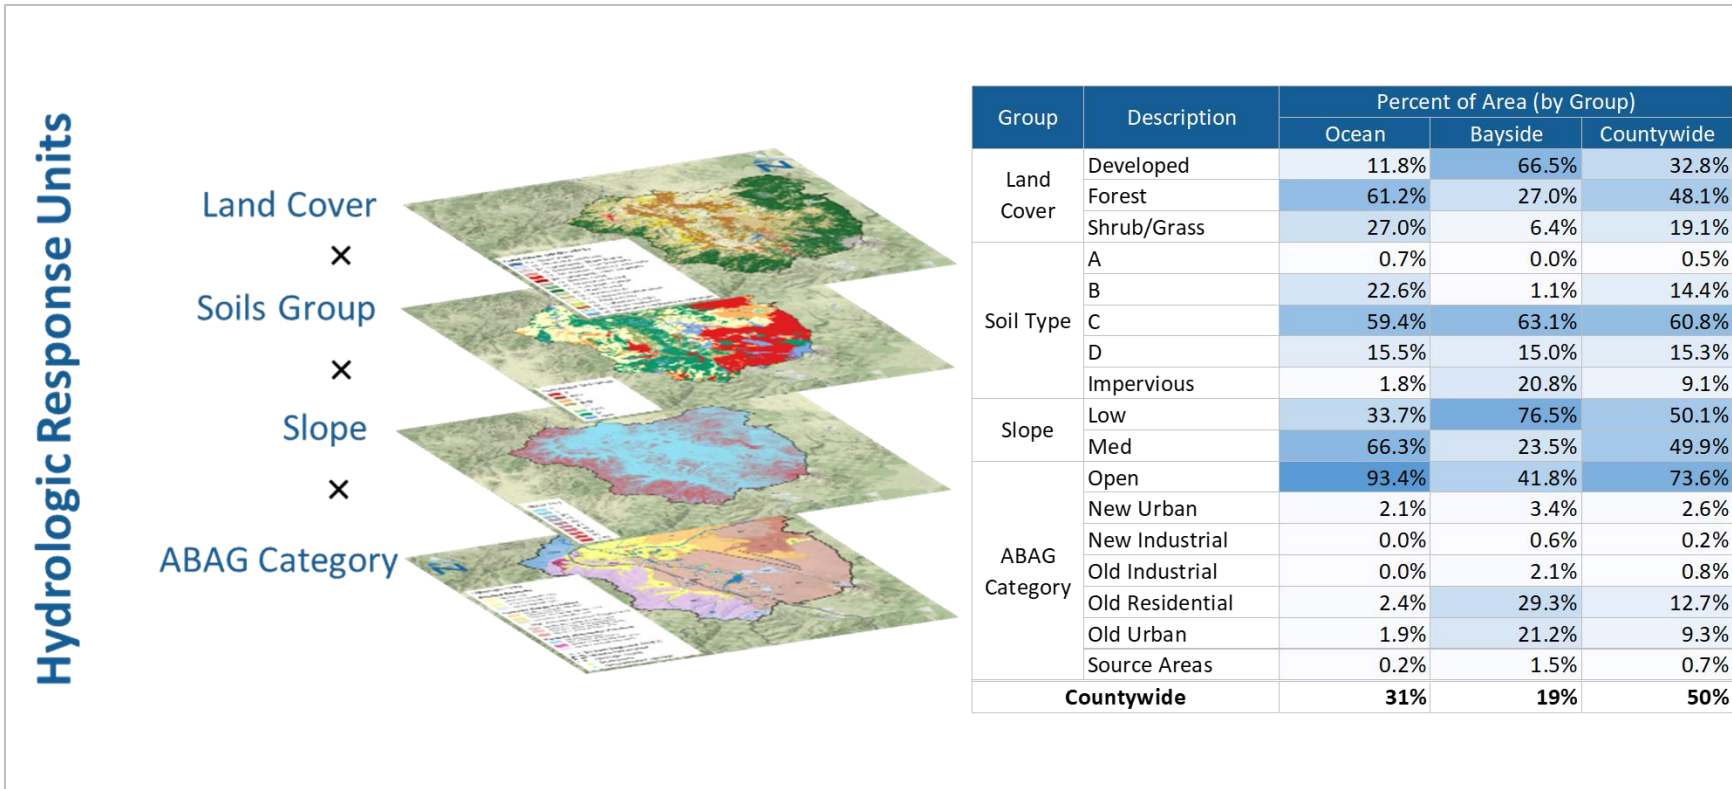 Hydrologic Response Units
Land Cover
×
Soils Group
×
Slope
×
ABAG Category
N
N
Group Description Percent of Area (by Group)
Ocean Bayside Countywide
Land Cover
Developed 11.8% 66.5% 32.8%
Forest 61.2% 27.0% 48.1%
Shrub/Grass 27.0% 6.4% 19.1%
Soil Type
A 0.7% 0.0% 0.5%
B 22.6% 1.1% 14.4%
C 59.4% 63.1% 60.8%
D 15.5% 15.0% 15.3%
Impervious 1.8% 20.8% 9.1%
Slope
Low 33.7% 76.5% 50.1%
Med 66.3% 23.5% 49.9%
ABAG Category
Open 93.4% 41.8% 73.6%
New Urban 2.1% 3.4% 2.6%
New Industrial 0.0% 0.6% 0.2%
Old Industrial 0.0% 2.1% 0.8%
Old Residential 2.4% 29.3% 12.7%
Old Urban 1.9% 21.2% 9.3%
Source Areas 0.2% 1.5% 0.7%
Countywide 31% 19% 50%